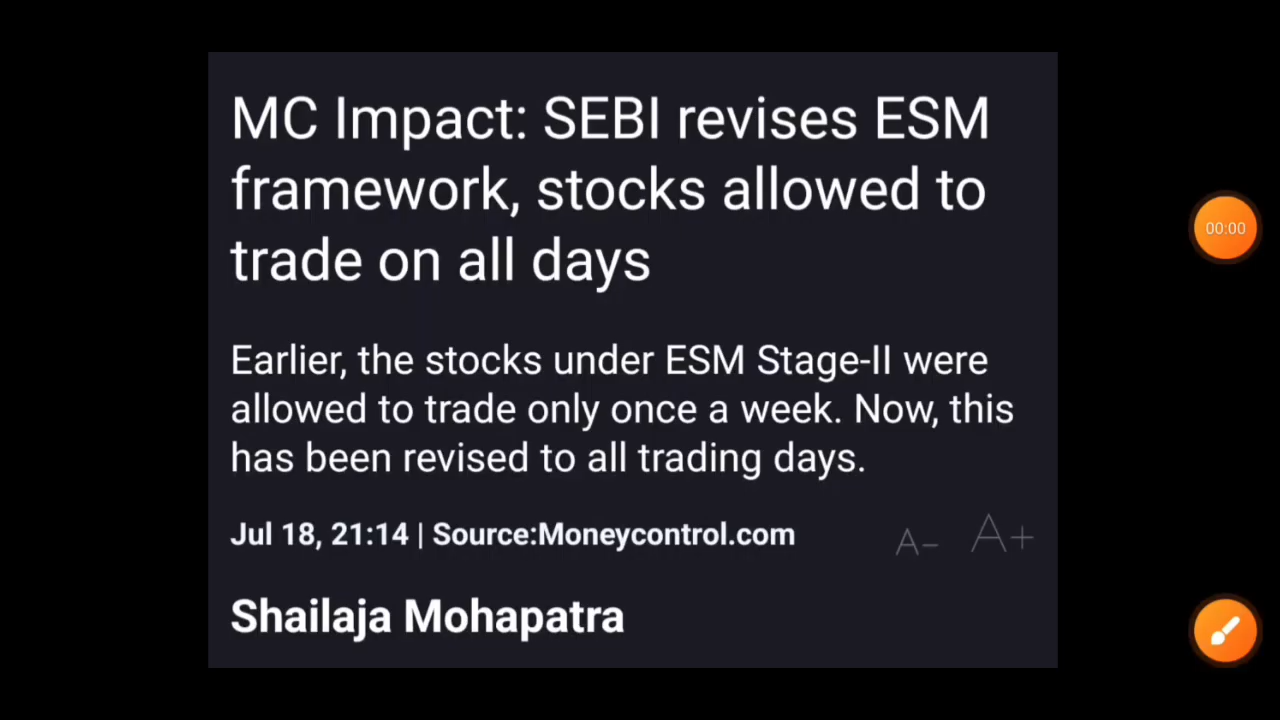 MC Impact: SEBI revises ESM
framework, stocks allowed to
trade on all days
Earlier, the stocks under ESM Stage-II were
allowed to trade only once a week. Now, this
has been revised to all trading days.
Jul 18, 21:14 | Source:Moneycontrol.com
A- A+
Shailaja Mohapatra
00:00